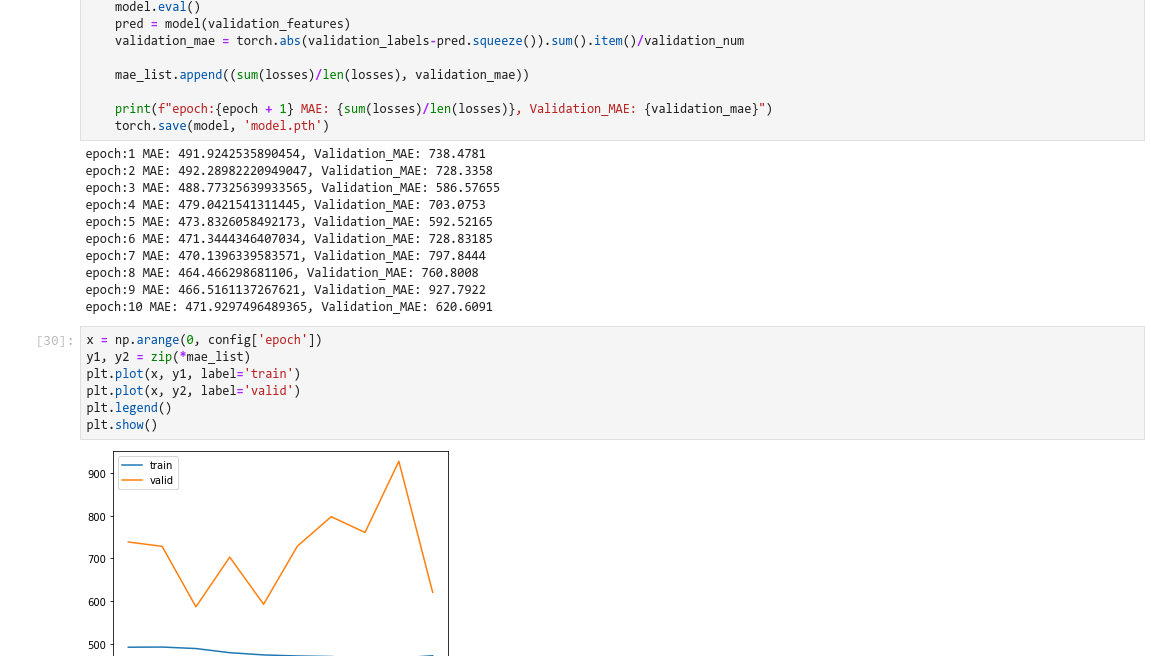 model.eval()
pred = model(validation_features)
validation_mae = torch.abs(validation_labels-pred.squeeze()).sum().item()/validation_num
mae_list.append((sum(losses)/len(losses), validation_mae))
print(f"epoch:{epoch + 1} MAE: {sum(losses)/len(losses)}, Validation_MAE: {validation_mae}")
torch.save(model, 'model.pth')
epoch:1 MAE: 491.9242535890454, Validation_MAE: 738.4781
epoch:2 MAE: 492.28982220949047, Validation_MAE: 728.3358
epoch:3 MAE: 488.77325639933565, Validation_MAE: 586.57655
epoch:4 MAE: 479.0421541311445, Validation_MAE: 703.0753
epoch:5 MAE: 473.8326058492173, Validation_MAE: 592.52165
epoch:6 MAE: 471.3444346407034, Validation_MAE: 728.83185
epoch:7 MAE: 470.1396339583571, Validation_MAE: 797.8444
epoch:8 MAE: 464.466298681106, Validation_MAE: 760.8008
epoch:9 MAE: 466.5161137267621, Validation_MAE: 927.7922
epoch:10 MAE: 471.9297496489365, Validation_MAE: 620.6091
[30]:
x = np.arange(0, config['epoch'])
y1, y2 = zip(*mae_list)
plt.plot(x, y1, label='train')
plt.plot(x, y2, label='valid')
plt.legend()
plt.show()
train
valid
900
800
700
600
500